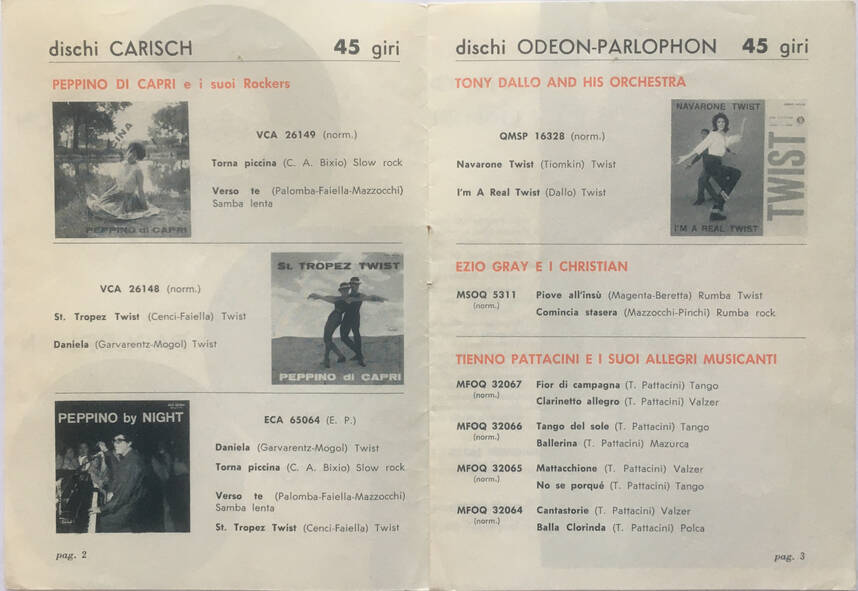 dischi CARISCH 45 giri
PEPPINO DI CAPRI e i suoi Rockers
PEPPINO di CAPRI
VCA 26149 (norm.)
Torna piccina (C. A. Bixio) Slow rock
Verso te (Palomba-Faiella-Mazzocchi)
Samba lenta
VCA 26148 (norm.)
St. Tropez Twist (Cenci-Faiella) Twist
Daniela (Garvarentz-Mogol) Twist
St. TROPEZ TWIST
PEPPINO di CAPRI
PEPPINO by NIGHT
ECA 65064 (E. P.)
Daniela (Garvarentz-Mogol) Twist
Torna piccina (C. A. Bixio) Slow rock
Verso te (Palomba-Faiella-Mazzocchi)
Samba lenta
St. Tropez Twist (Cenci-Faiella) Twist
pag. 2
dischi ODEON-PARLOPHON 45 giri
TONY DALLO AND HIS ORCHESTRA
QMSP 16328 (norm.)
Navarone Twist (Tiomkin) Twist
I'm A Real Twist (Dallo) Twist
NAVARONE TWIST
I'M A REAL TWIST
TWIST
EZIO GRAY E I CHRISTIAN
MSOQ 5311 Piove all'insù (Magenta-Beretta) Rumba Twist
(norm.)
Comincia stasera (Mazzocchi-Pinchi) Rumba rock
TIENNO PATTACINI E I SUOI ALLEGRI MUSICANTI
MFOQ 32067 Fior di campagna (T. Pattacini) Tango
(norm.)
Clarinetto allegro (T. Pattacini) Valzer
MFOQ 32066 Tango del sole (T. Pattacini) Tango
(norm.)
Ballerina (T. Pattacini) Mazurca
MFOQ 32065 Mattacchione (T. Pattacini) Valzer
(norm.)
No se porqué (T. Pattacini) Tango
MFOQ 32064 Cantastorie (T. Pattacini) Valzer
(norm.)
Balla Clorinda (T. Pattacini) Polca
pag. 3